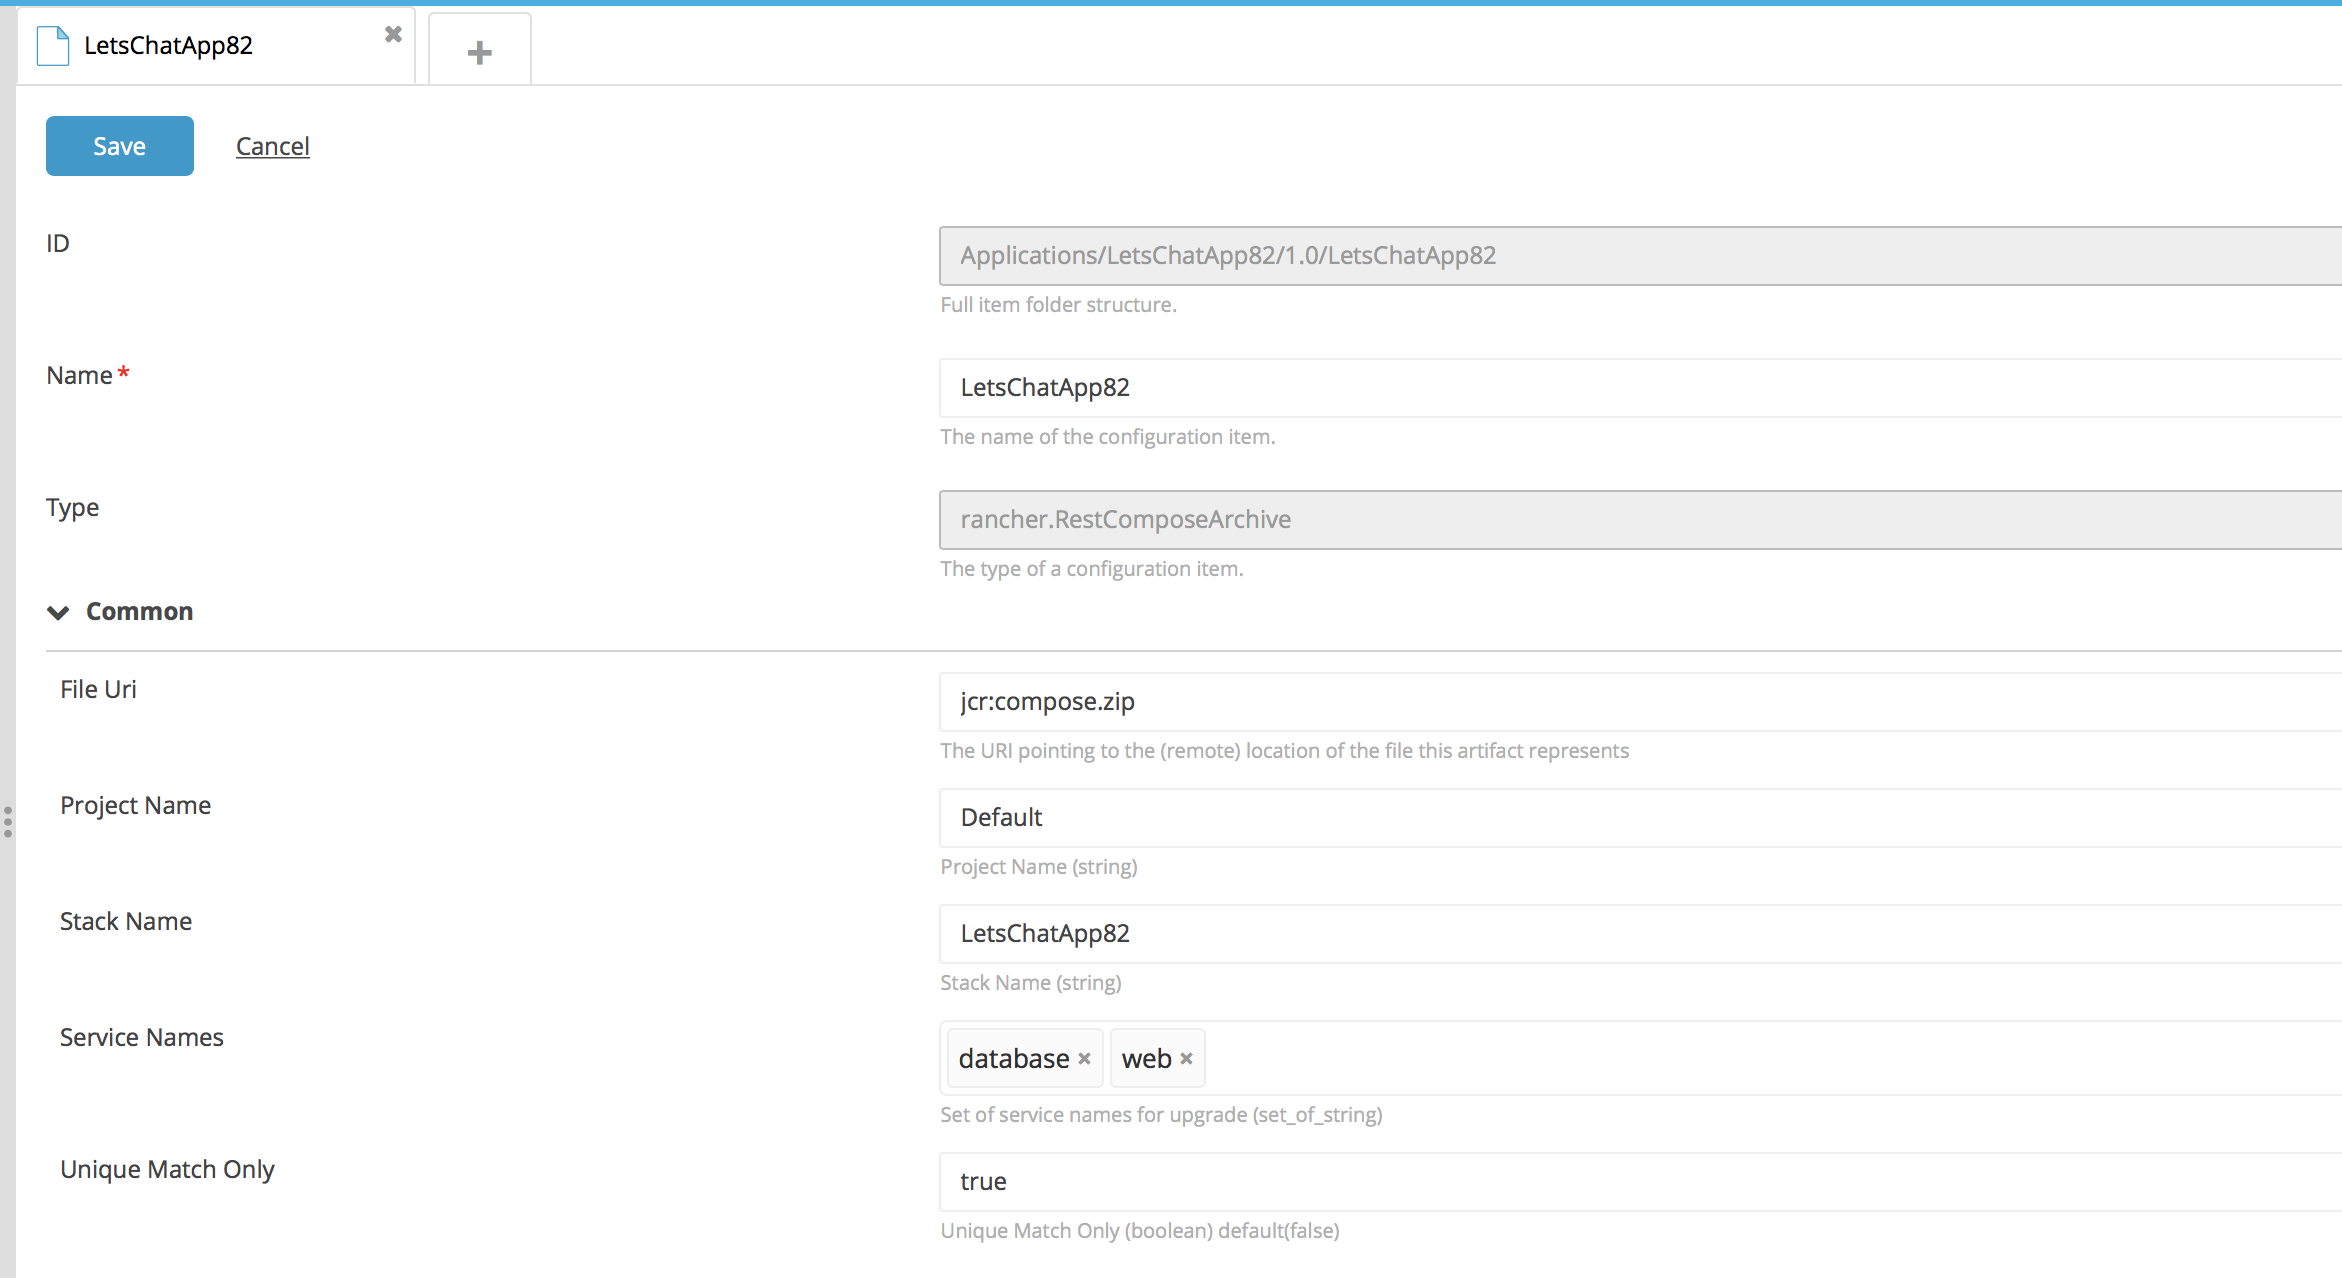 LetsChatApp82
Save Cancel
ID
Applications/LetsChatApp82/1.0/LetsChatApp82
Full item folder structure.
Name *
LetsChatApp82
The name of the configuration item.
Type
rancher.RestComposeArchive
The type of a configuration item.
Common
File Uri
jcr:compose.zip
The URI pointing to the (remote) location of the file this artifact represents
Project Name
Default
Project Name (string)
Stack Name
LetsChatApp82
Stack Name (string)
Service Names
database web
Set of service names for upgrade (set_of_string)
Unique Match Only
true
Unique Match Only (boolean) default(false)